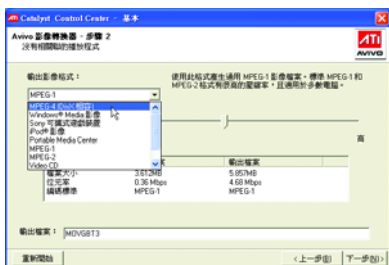 Catalyst Control Center - 基本
Avivo 影像轉換器 - 步驟 2
沒有相關聯的播放程式
ATI
AVIVO
輸出影像格式：
使用此格式產生通用 MPEG-1 影像檔案。標準 MPEG-1 和
MPEG-2 格式有很高的壓縮率，且適用於多數電腦。
MPEG-1
MPEG-4 (DivX 相容)
Windows® Media 影像
Sony 可攜式遊戲裝置
iPod® 影像
Portable Media Center
MPEG-1
MPEG-2
Video CD
高
輸出檔案
檔案大小 3.612MB 5.857MB
位元率 0.36 Mbps 4.68 Mbps
編碼標準 MPEG-1 MPEG-1
輸出檔案： MOVGBT3
重新開始
<上一步(B)
下一步(N)>